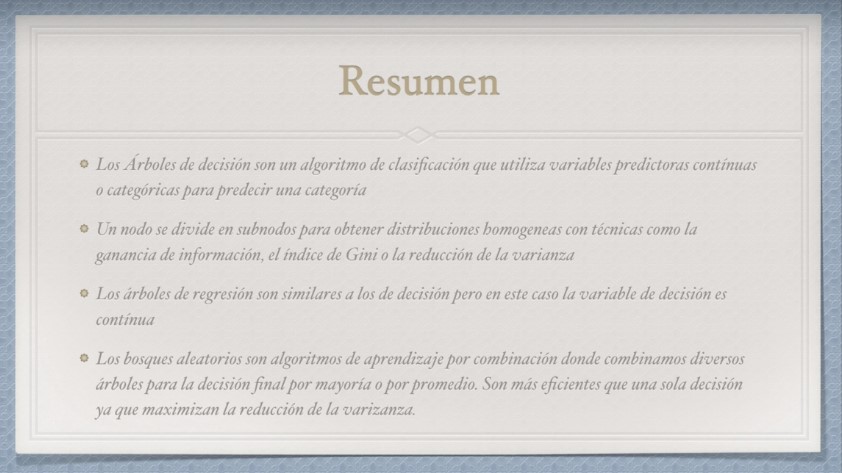 Resumen
Los Árboles de decisión son un algoritmo de clasificación que utiliza variables predictoras contínuas
o categóricas para predecir una categoría
Un nodo se divide en subnodos para obtener distribuciones homogeneas con técnicas como la
ganancia de información, el índice de Gini o la reducción de la varianza
Los árboles de regresión son similares a los de decisión pero en este caso la variable de decisión es
contínua
Los bosques aleatorios son algoritmos de aprendizaje por combinación donde combinamos diversos
árboles para la decisión final por mayoría o por promedio. Son más eficientes que una sola decisión
ya que maximizan la reducción de la varizanza.